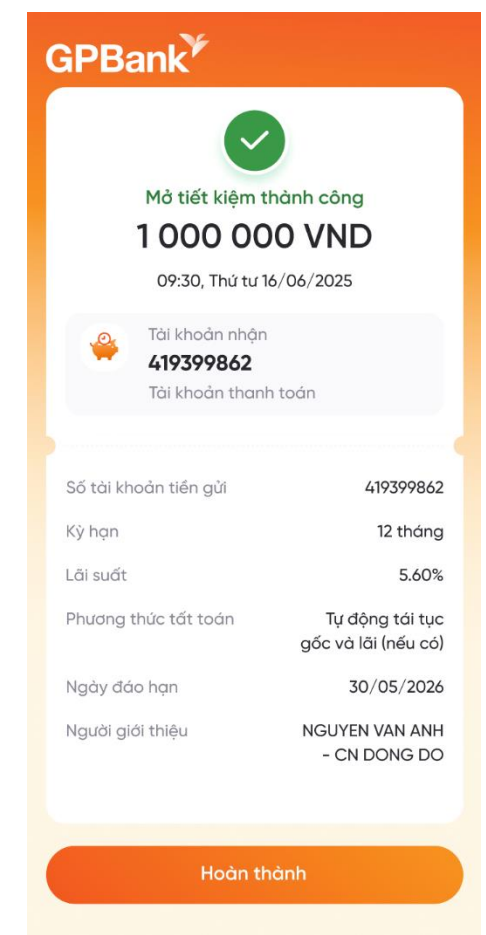 GPBank
Mở tiết kiệm thành công
1 000 000 VND
09:30, Thứ tư 16/06/2025
Tài khoản nhận
419399862
Tài khoản thanh toán
Số tài khoản tiền gửi 419399862
Kỳ hạn 12 tháng
Lãi suất 5.60%
Phương thức tất toán Tự động tái tục
gốc và lãi (nếu có)
Ngày đáo hạn 30/05/2026
Người giới thiệu NGUYEN VAN ANH
- CN DONG DO
Hoàn thành